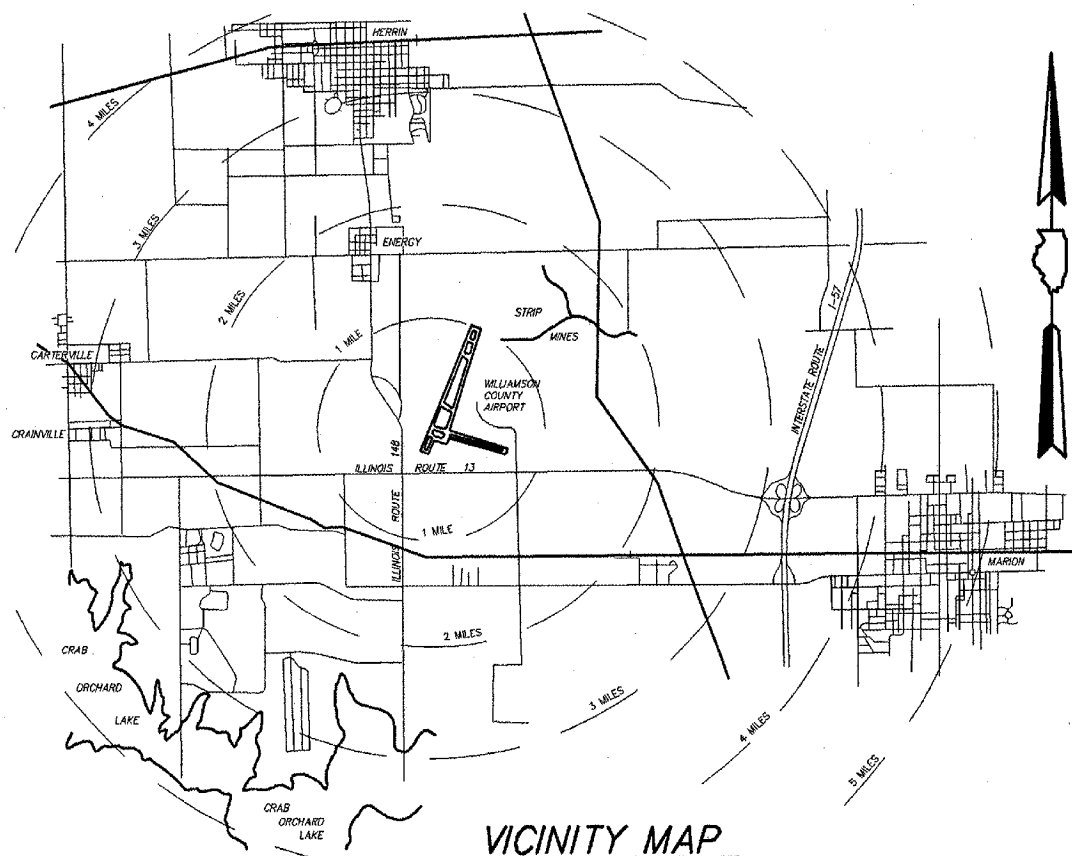 HERRIN
4 MILES
3 MILES
ENERGY
2 MILES
I-57
INTERSTATE ROUTE
STRIP
MINES
1 MILE
CARTERVILLE
WILLIAMSON
COUNTY
AIRPORT
CRAINVILLE
ILLINOIS ROUTE 148
ILLINOIS ROUTE 13
1 MILE
MARION
2 MILES
CRAB
ORCHARD
LAKE
3 MILES
4 MILES
5 MILES
CRAB
ORCHARD
LAKE
VICINITY MAP